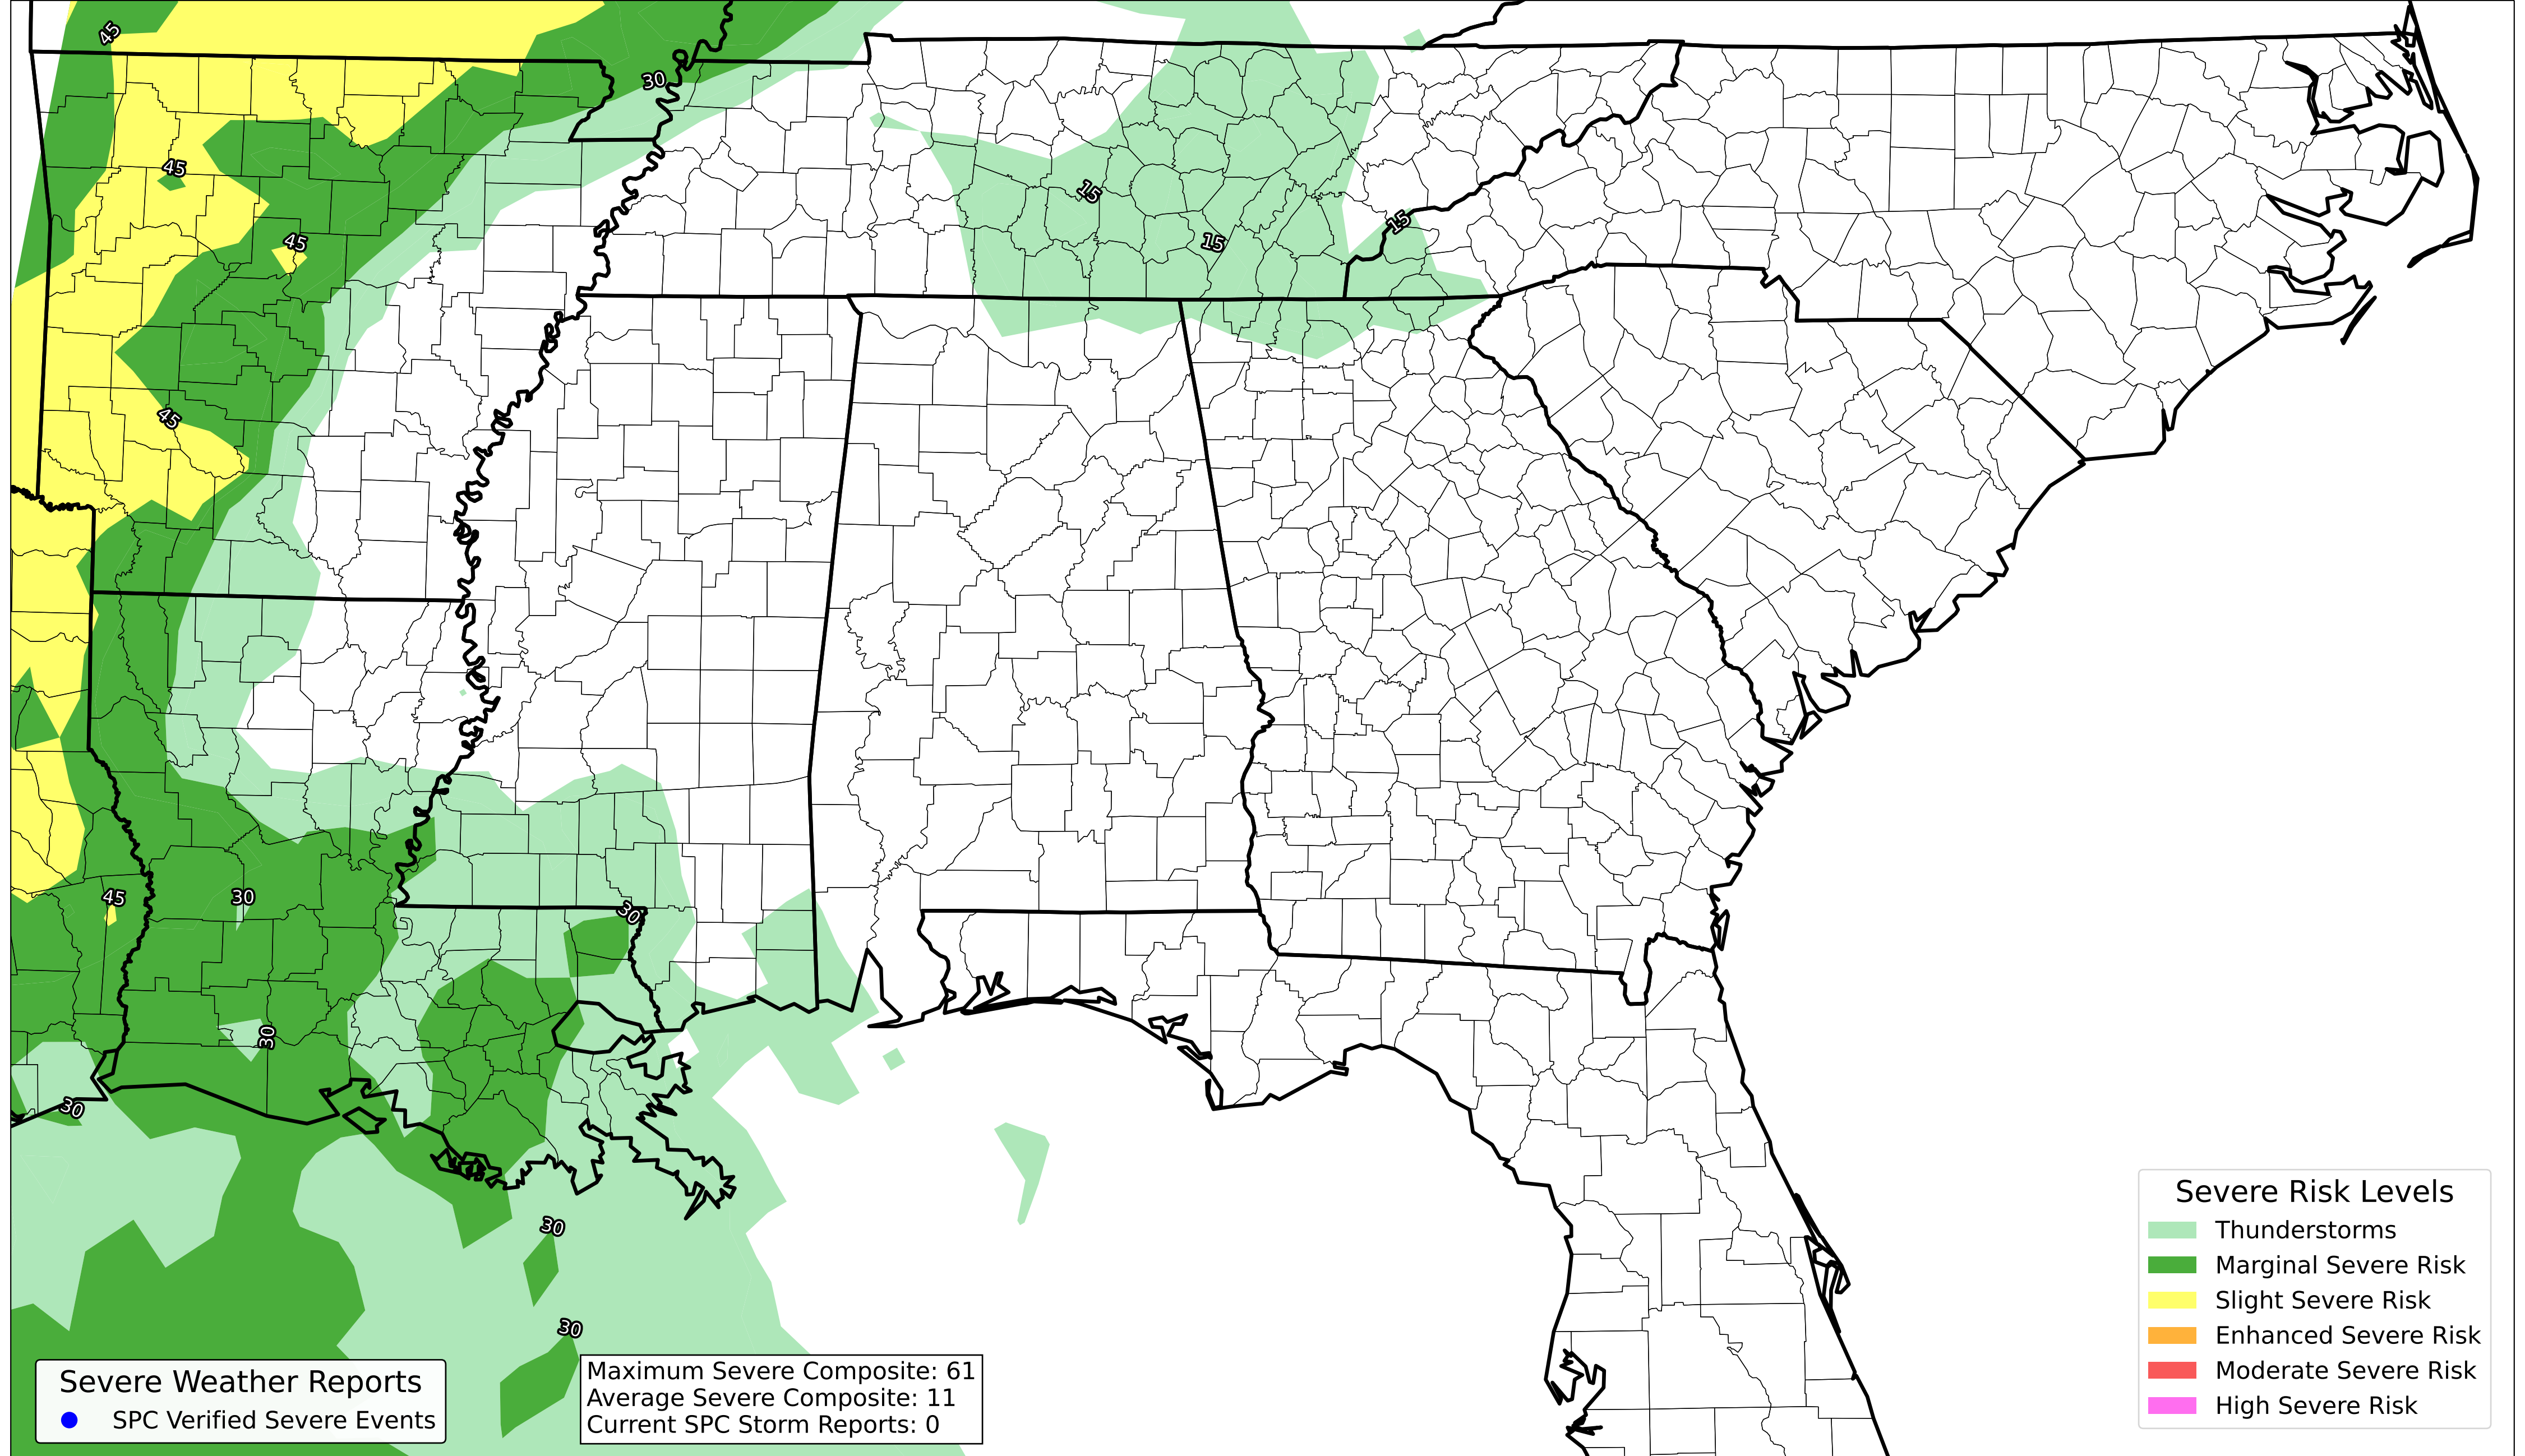 45
30
45
15
15
15
45
45
45
30
30
30
30
30
30
Severe Risk Levels
Thunderstorms
Marginal Severe Risk
Slight Severe Risk
Enhanced Severe Risk
Moderate Severe Risk
High Severe Risk
Severe Weather Reports
SPC Verified Severe Events
Maximum Severe Composite: 61
Average Severe Composite: 11
Current SPC Storm Reports: 0